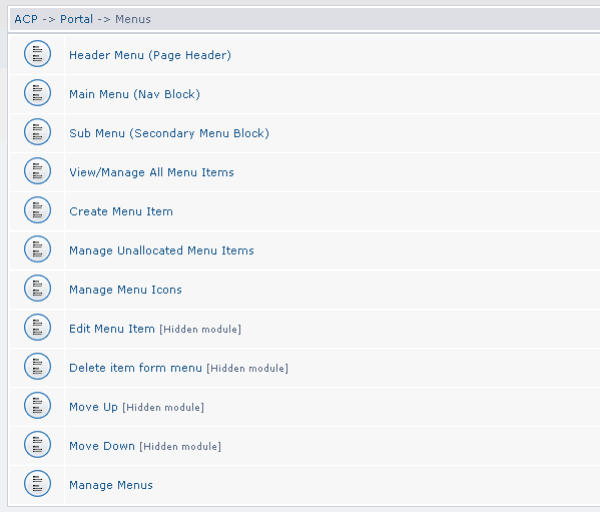 ACP -> Portal -> Menus
Header Menu (Page Header)
Main Menu (Nav Block)
Sub Menu (Secondary Menu Block)
View/Manage All Menu Items
Create Menu Item
Manage Unallocated Menu Items
Manage Menu Icons
Edit Menu Item [Hidden module]
Delete item form menu [Hidden module]
Move Up [Hidden module]
Move Down [Hidden module]
Manage Menus